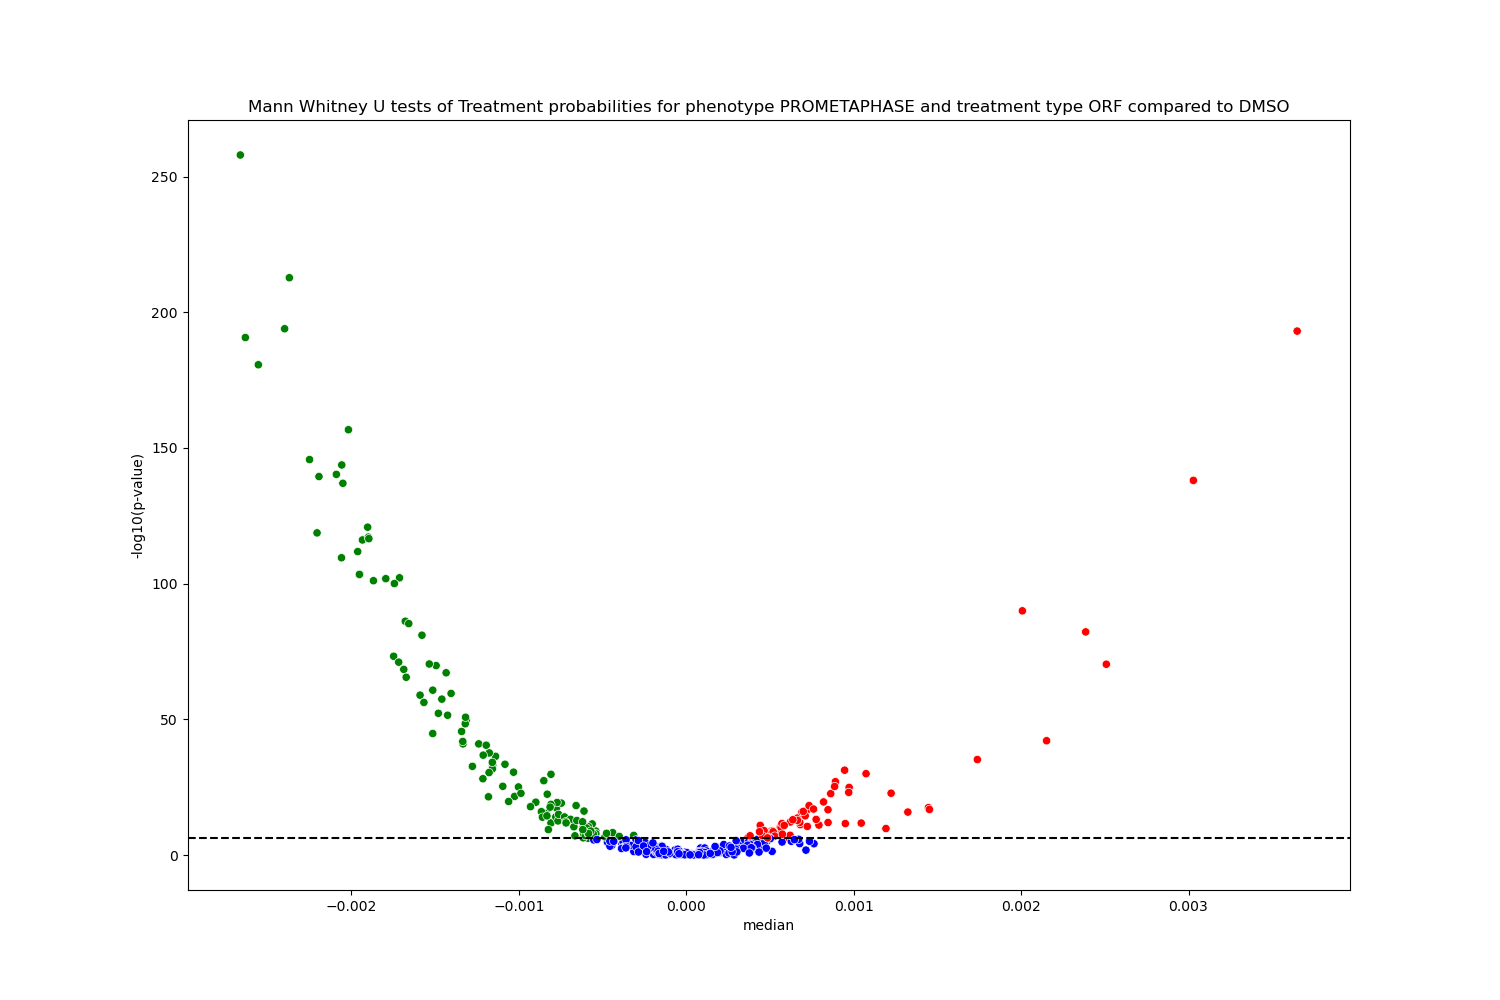 Mann Whitney U tests of Treatment probabilities for phenotype PROMETAPHASE and treatment type ORF compared to DMSO
250
200
150
100
50
0
-log10(p-value)
−0.002 −0.001 0.000 0.001 0.002 0.003
median